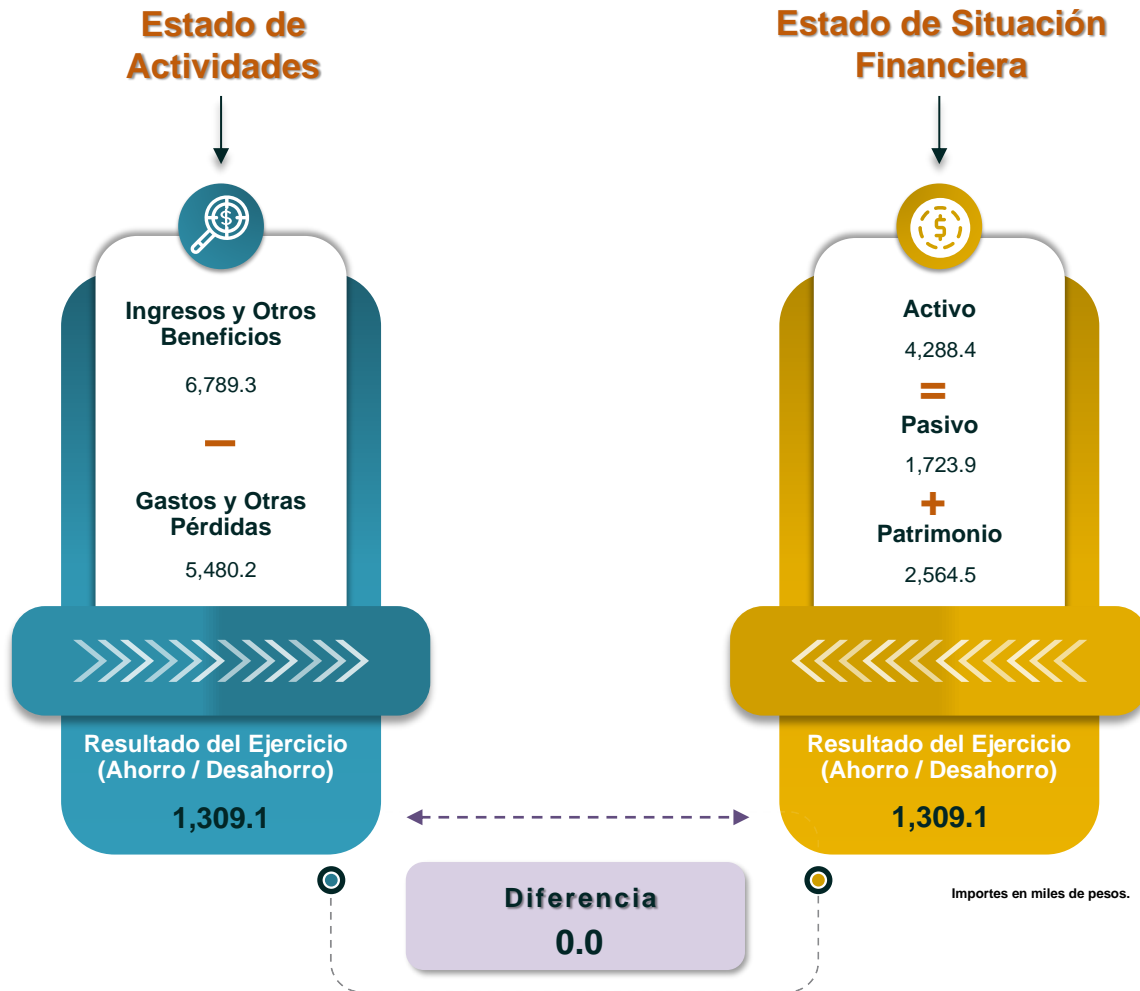 Estado de
Actividades
Ingresos y Otros
Beneficios
6,789.3
−
Gastos y Otras
Pérdidas
5,480.2
Resultado del Ejercicio
(Ahorro / Desahorro)
1,309.1
Estado de Situación
Financiera
Activo
4,288.4
=
Pasivo
1,723.9
+
Patrimonio
2,564.5
Resultado del Ejercicio
(Ahorro / Desahorro)
1,309.1
Diferencia
0.0
Importes en miles de pesos.